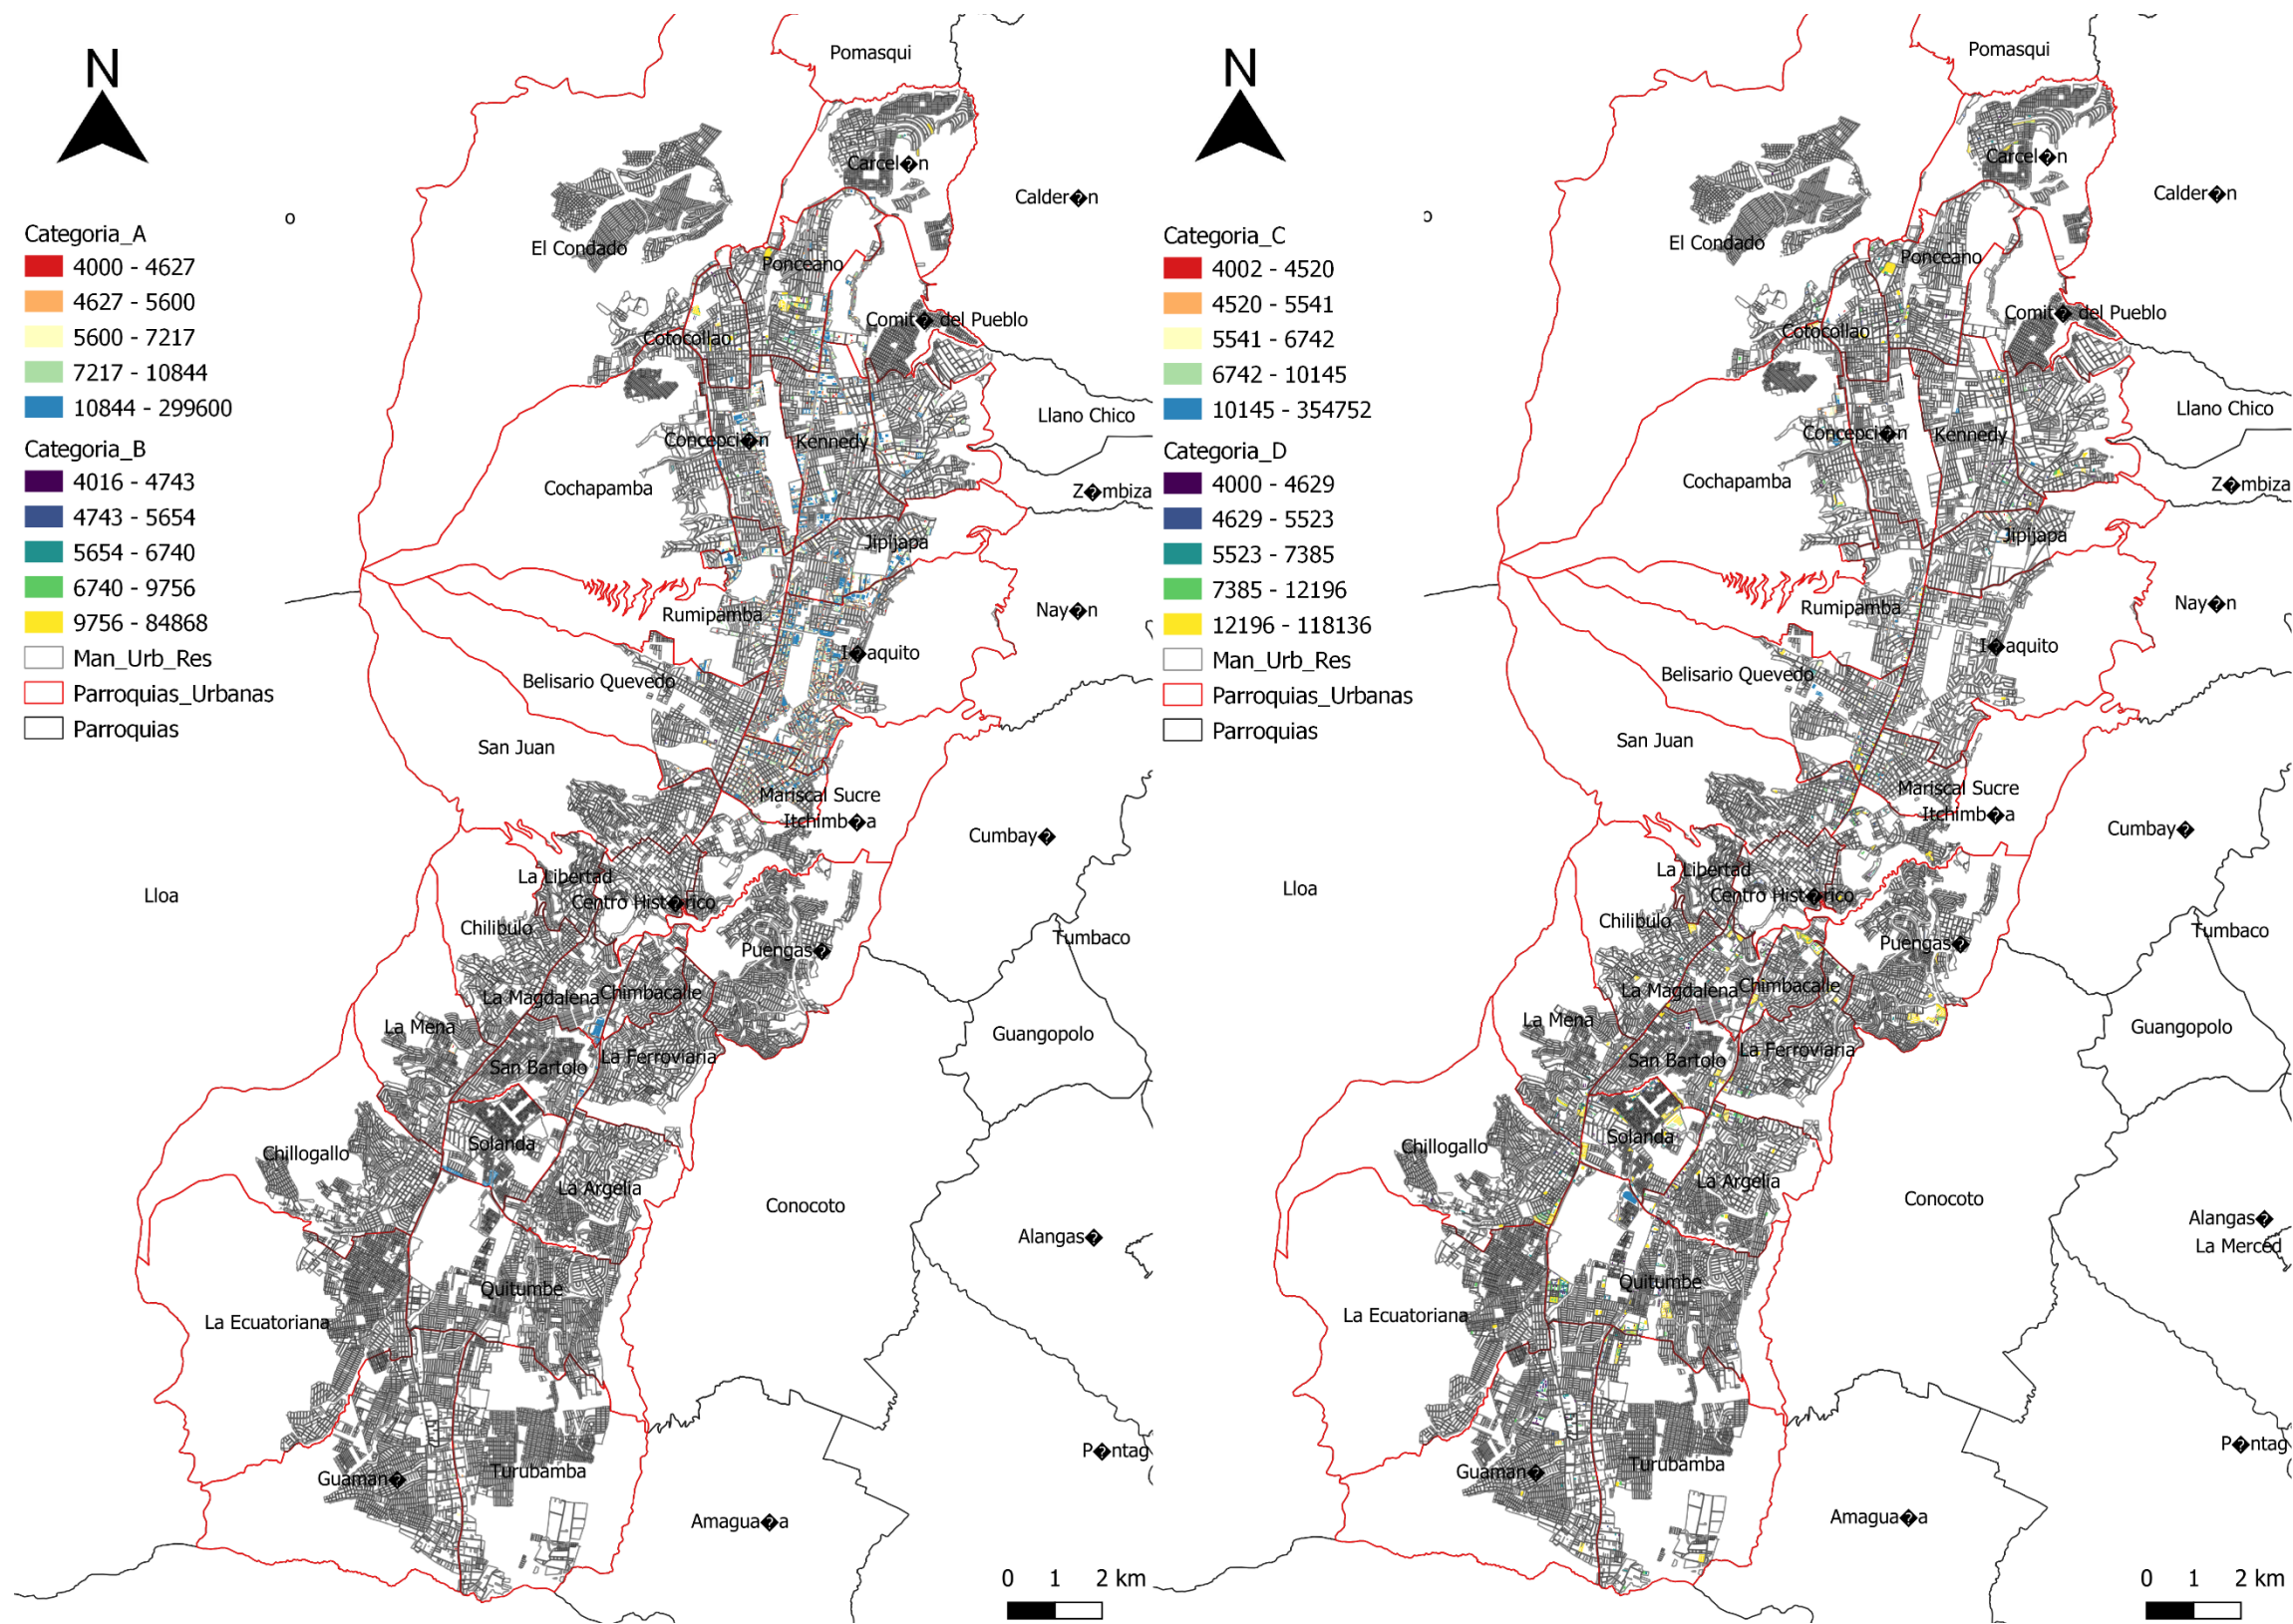 N
Pomasqui
Carcel�n
Calder�n
o
El Condado
Ponceano
Comit� del Pueblo
Cotocollao
Llano Chico
Concepci�n
Kennedy
Cochapamba
Z�mbiza
Jipijapa
Rumipamba
Nay�n
I�aquito
Belisario Quevedo
San Juan
Mariscal Sucre
Itchimb�a
Cumbay�
La Libertad
Centro Hist�rico
Lloa
Chilibulo
Puengas�
Tumbaco
La Magdalena
Chimbacalle
La Mena
Guangopolo
San Bartolo
La Ferroviaria
Solanda
Chillogallo
La Argelia
Conocoto
Alangas�
Quitumbe
La Ecuatoriana
P�ntag
Guaman�
Turubamba
Amagua�a
Categoria_A
4000 - 4627
4627 - 5600
5600 - 7217
7217 - 10844
10844 - 299600
Categoria_B
4016 - 4743
4743 - 5654
5654 - 6740
6740 - 9756
9756 - 84868
Man_Urb_Res
Parroquias_Urbanas
Parroquias
0 1 2 km
N
Pomasqui
Carcel�n
Calder�n
o
El Condado
Ponceano
Comit� del Pueblo
Cotocollao
Llano Chico
Concepci�n
Kennedy
Cochapamba
Z�mbiza
Jipijapa
Rumipamba
Nay�n
I�aquito
Belisario Quevedo
San Juan
Mariscal Sucre
Itchimb�a
Cumbay�
La Libertad
Centro Hist�rico
Lloa
Chilibulo
Puengas�
Tumbaco
La Magdalena
Chimbacalle
La Mena
Guangopolo
San Bartolo
La Ferroviaria
Solanda
Chillogallo
La Argelia
Conocoto
Alangas�
La Merced
Quitumbe
La Ecuatoriana
P�ntag
Guaman�
Turubamba
Amagua�a
Categoria_C
4002 - 4520
4520 - 5541
5541 - 6742
6742 - 10145
10145 - 354752
Categoria_D
4000 - 4629
4629 - 5523
5523 - 7385
7385 - 12196
12196 - 118136
Man_Urb_Res
Parroquias_Urbanas
Parroquias
0 1 2 km